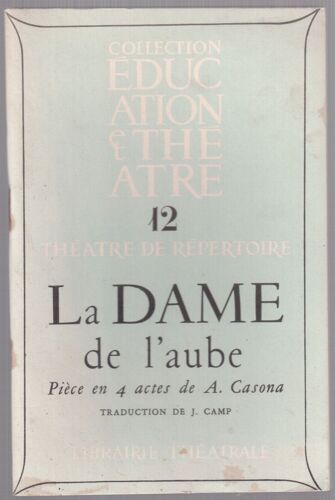 COLLECTION
ÉDUC
ATION
ET THÉ
ATRE
12
THÉATRE DE RÉPERTOIRE
LA DAME
de l'aube
Pièce en 4 actes de A. Casona
TRADUCTION DE J. CAMP
LIBRAIRIE THÉATRALE